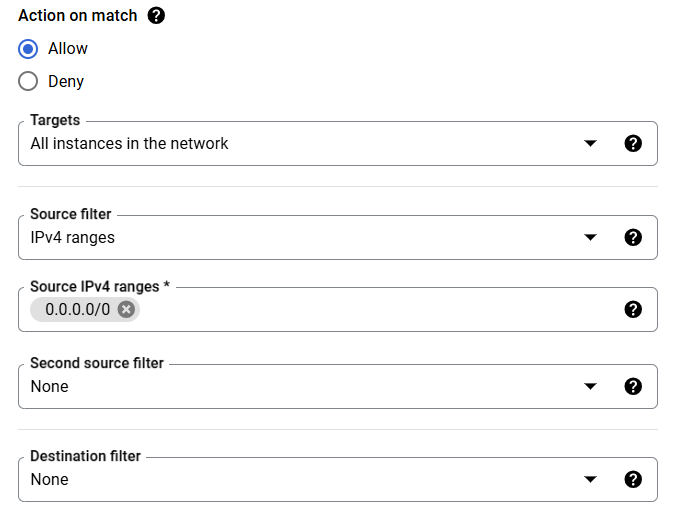 Action on match
Allow
Deny
Targets
All instances in the network
Source filter
IPv4 ranges
Source IPv4 ranges *
0.0.0.0/0
Second source filter
None
Destination filter
None